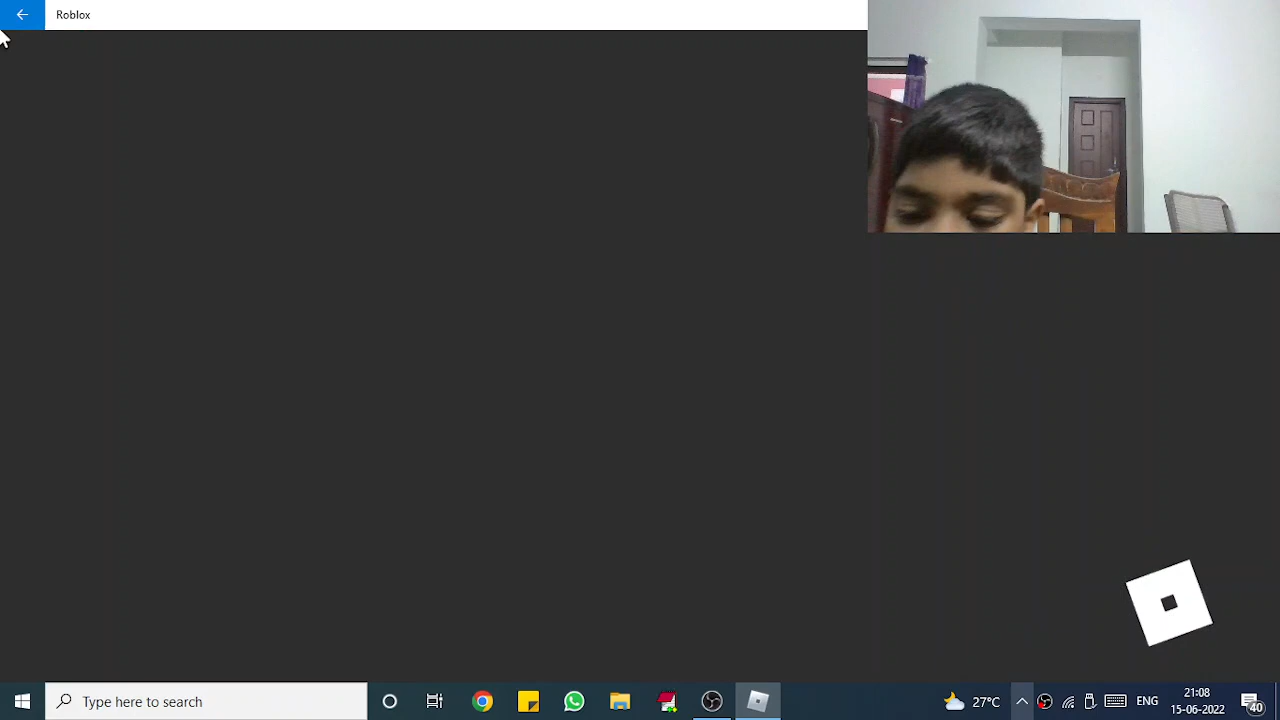 Roblox
Type here to search
27°C
ENG
21:08
15-06-2022
40